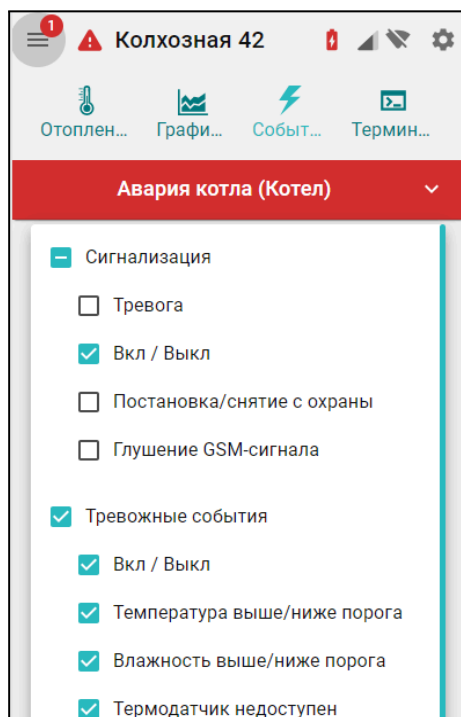 1
Колхозная 42
Отоплен... Графи... Событ... Термин...
Авария котла (Котел)
Сигнализация
Тревога
Вкл / Выкл
Постановка/снятие с охраны
Глушение GSM-сигнала
Тревожные события
Вкл / Выкл
Температура выше/ниже порога
Влажность выше/ниже порога
Термодатчик недоступен